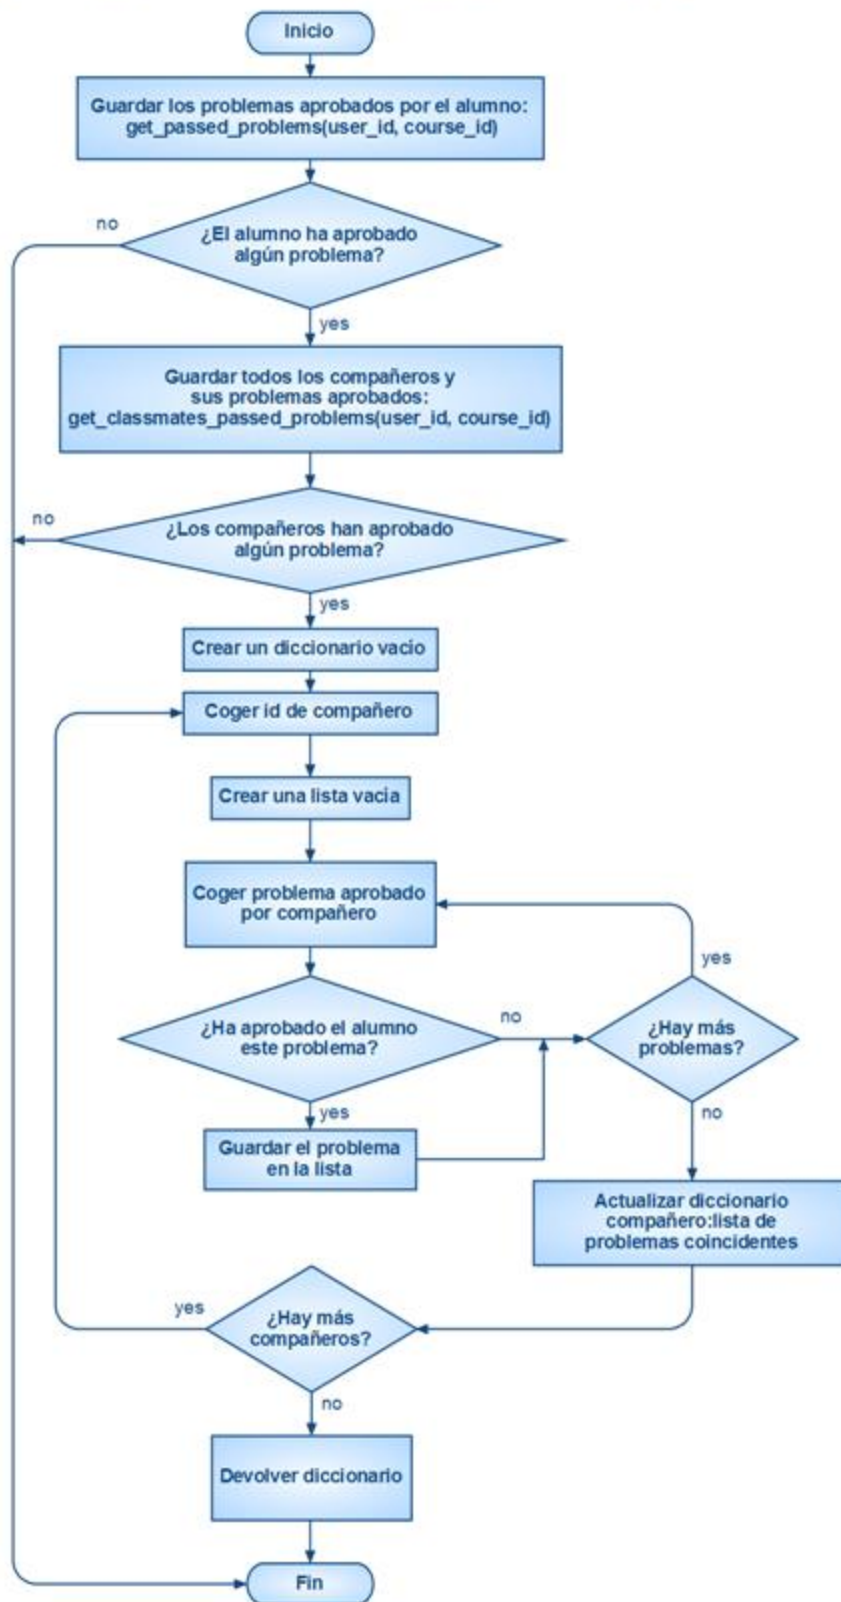 Inicio
Guardar los problemas aprobados por el alumno:
get_passed_problems(user_id, course_id)
no
¿El alumno ha aprobado
algún problema?
yes
Guardar todos los compañeros y
sus problemas aprobados:
get_classmates_passed_problems(user_id, course_id)
no
¿Los compañeros han aprobado
algún problema?
yes
Crear un diccionario vacio
Coger id de compañero
Crear una lista vacia
Coger problema aprobado
por compañero
yes
¿Ha aprobado el alumno
este problema?
no
¿Hay más
problemas?
yes
no
Guardar el problema
en la lista
Actualizar diccionario
compañero:lista de
problemas coincidentes
yes
¿Hay más
compañeros?
no
Devolver diccionario
Fin